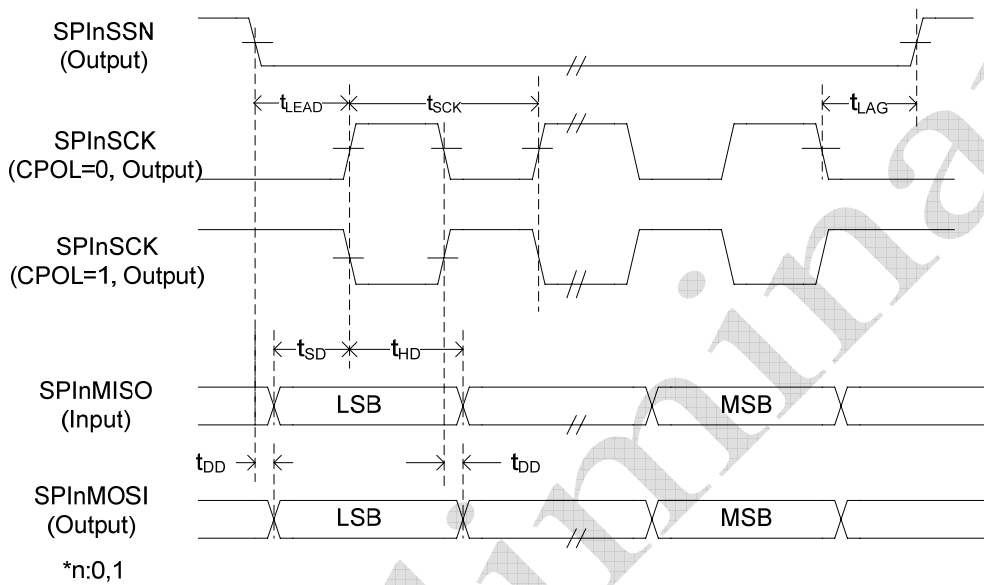 SPInSSN
(Output)
tLEAD
tSCK
tLAG
SPInSCK
(CPOL=0, Output)
SPInSCK
(CPOL=1, Output)
tSD
tHD
SPInMISO
(Input)
LSB
MSB
tDD
tDD
SPInMOSI
(Output)
LSB
MSB
*n:0,1